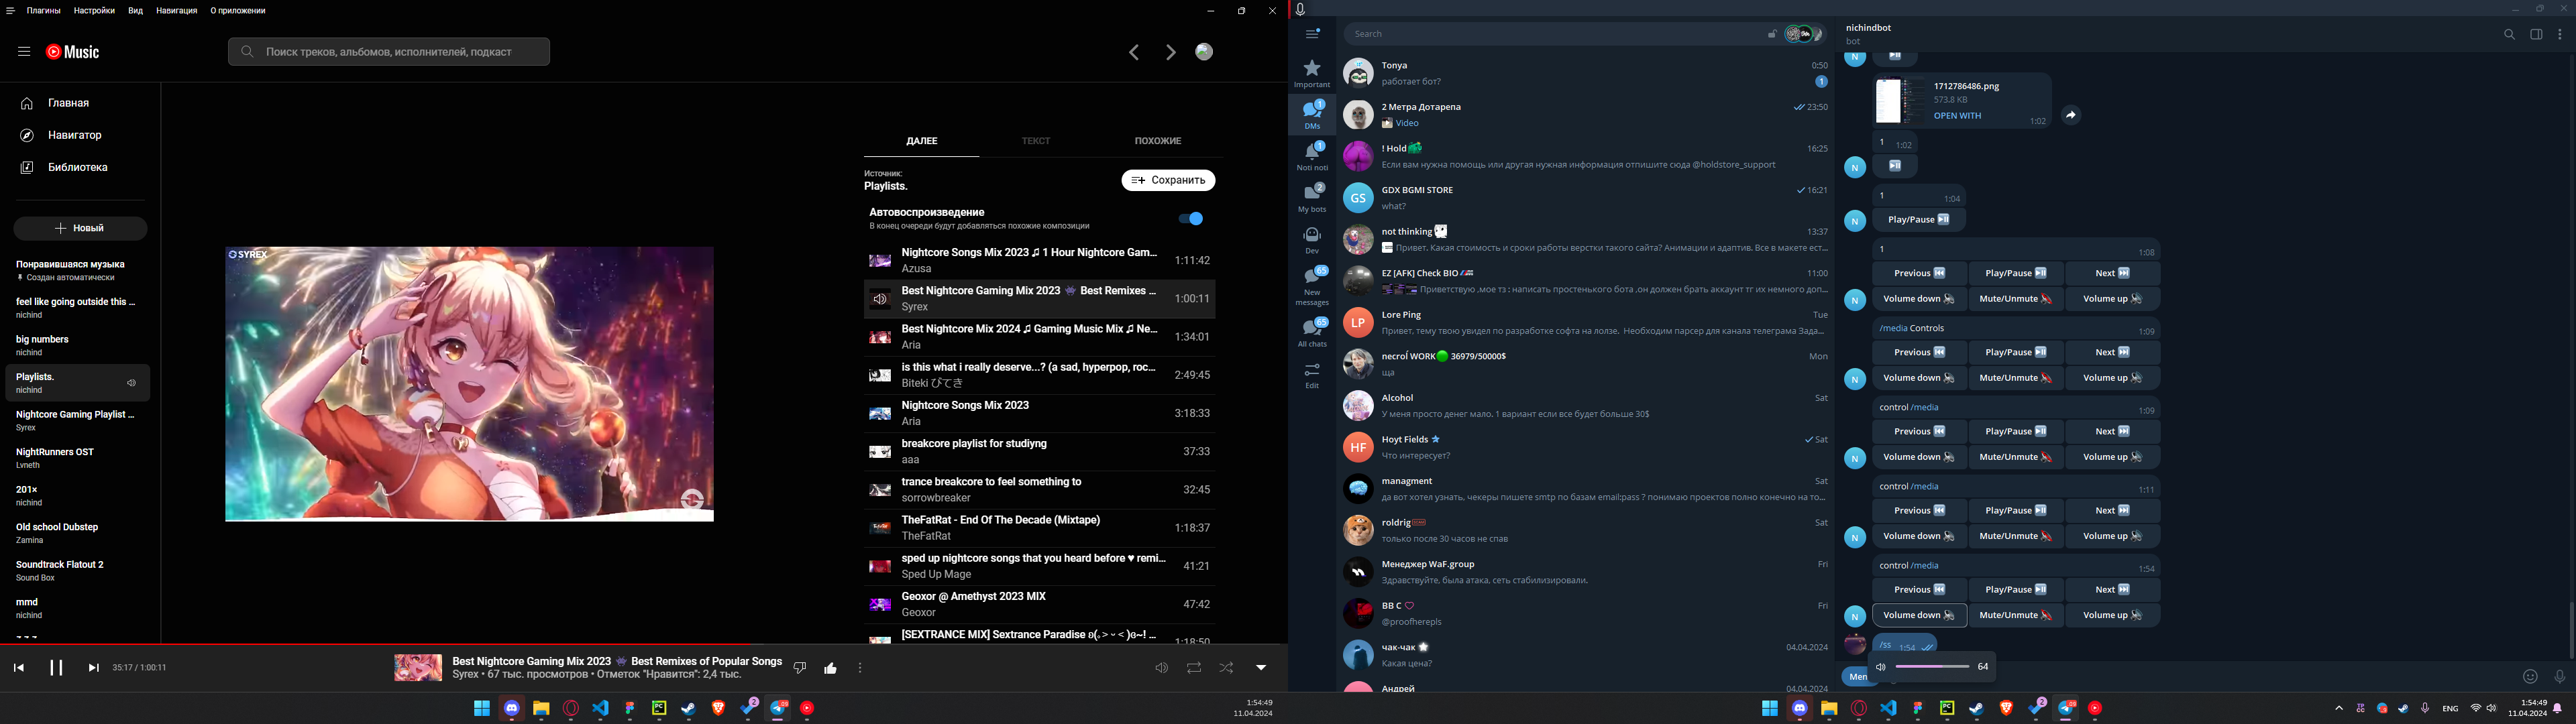 Плагины Настройки Вид Навигация О приложении
Music
Поиск треков, альбомов, исполнителей, подкаст
Главная
Навигатор
Библиотека
Новый
Понравившаяся музыка
Создан автоматически
feel like going outside this ...
nichind
big numbers
nichind
Playlists.
nichind
Nightcore Gaming Playlist ...
Syrex
NightRunners OST
Lvneth
201×
nichind
Old school Dubstep
Zamina
Soundtrack Flatout 2
Sound Box
mmd
nichind
SYREX
ДАЛЕЕ ТЕКСТ ПОХОЖИЕ
Источник:
Playlists.
Сохранить
Автовоспроизведение
В конец очереди будут добавляться похожие композиции
Nightcore Songs Mix 2023 ♫ 1 Hour Nightcore Gam...
Azusa
1:11:42
Best Nightcore Gaming Mix 2023 👾 Best Remixes ...
Syrex
1:00:11
Best Nightcore Mix 2024 ♫ Gaming Music Mix ♫ Ne...
Aria
1:34:01
is this what i really deserve...? (a sad, hyperpop, roc...
Biteki びてき
2:49:45
Nightcore Songs Mix 2023
Aria
3:18:33
breakcore playlist for studiyng
aaa
37:33
trance breakcore to feel something to
sorrowbreaker
32:45
TheFatRat - End Of The Decade (Mixtape)
TheFatRat
1:18:37
sped up nightcore songs that you heard before ♥ remi...
Sped Up Mage
41:21
Geoxor @ Amethyst 2023 MIX
Geoxor
47:42
[SEXTRANCE MIX] Sextrance Paradise
1:18:50
35:17 / 1:00:11
Best Nightcore Gaming Mix 2023 👾 Best Remixes of Popular Songs
Syrex • 67 тыс. просмотров • Отметок "Нравится": 2,4 тыс.
2
1:54:49
11.04.2024
Search
Important
1
DMs
1
Noti noti
2
My bots
Dev
65
New
messages
65
All chats
Edit
Tonya 0:50
работает бот? 1
2 Метра Дотарепа 23:50
Video
! Hold 16:25
Если вам нужна помощь или другая нужная информация отпишите сюда @holdstore_support
GS
GDX BGMI STORE 16:21
what?
not thinking 13:37
Привет. Какая стоимость и сроки работы верстки такого сайта? Анимации и адаптив. Все в макете ест...
EZ [AFK] Check BIO 11:00
Приветствую .мое тз : написать простенького бота .он должен брать аккаунт тг их немного доп...
LP
Lore Ping Tue
Привет, тему твою увидел по разработке софта на лользе. Необходим парсер для канала телеграма Зада...
necroĺ WORK🟢 36979/50000$ Mon
ща
Alcohol Sat
У меня просто денег мало, 1 вариант если все будет больше 30$
HF
Hoyt Fields Sat
Что интересует?
managment Sat
да вот хотел узнать, чекеры пишете smtp по базам email:pass ? понимаю проектов полно конечно на то...
roldrig Sat
только после 30 часов не спав
Менеджер WaF.group Fri
Здравствуйте, была атака, сеть стабилизировали.
BB C Fri
@proofherepls
чак-чак 04.04.2024
Какая цена?
Андрей 04.04.2024
nichindbot
bot
N
1712786486.png
573,8 KB
OPEN WITH
1:02
1 1:02
N
1 1:04
Play/Pause ⏯
N
1 1:08
Previous ⏮ Play/Pause ⏯ Next ⏭
Volume down 🔉 Mute/Unmute 🔇 Volume up 🔊
N
/media Controls 1:09
Previous ⏮ Play/Pause ⏯ Next ⏭
Volume down 🔉 Mute/Unmute 🔇 Volume up 🔊
N
control /media 1:09
Previous ⏮ Play/Pause ⏯ Next ⏭
Volume down 🔉 Mute/Unmute 🔇 Volume up 🔊
N
control /media 1:11
Previous ⏮ Play/Pause ⏯ Next ⏭
Volume down 🔉 Mute/Unmute 🔇 Volume up 🔊
N
control /media 1:54
Previous ⏮ Play/Pause ⏯ Next ⏭
Volume down 🔉 Mute/Unmute 🔇 Volume up 🔊
N
/ss 1:54
64
Men
2
ENG
1:54:49
11.04.2024